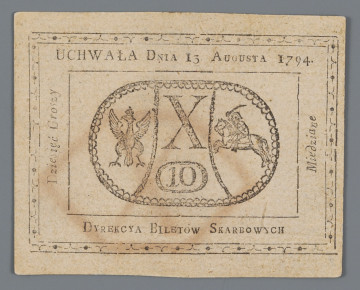 UCHWAŁA DNIA 13 AUGUSTA 1794.
Dziesięć Groszy
X
10
Miedziane
DYREKCYA BILETÓW SKARBOWYCH